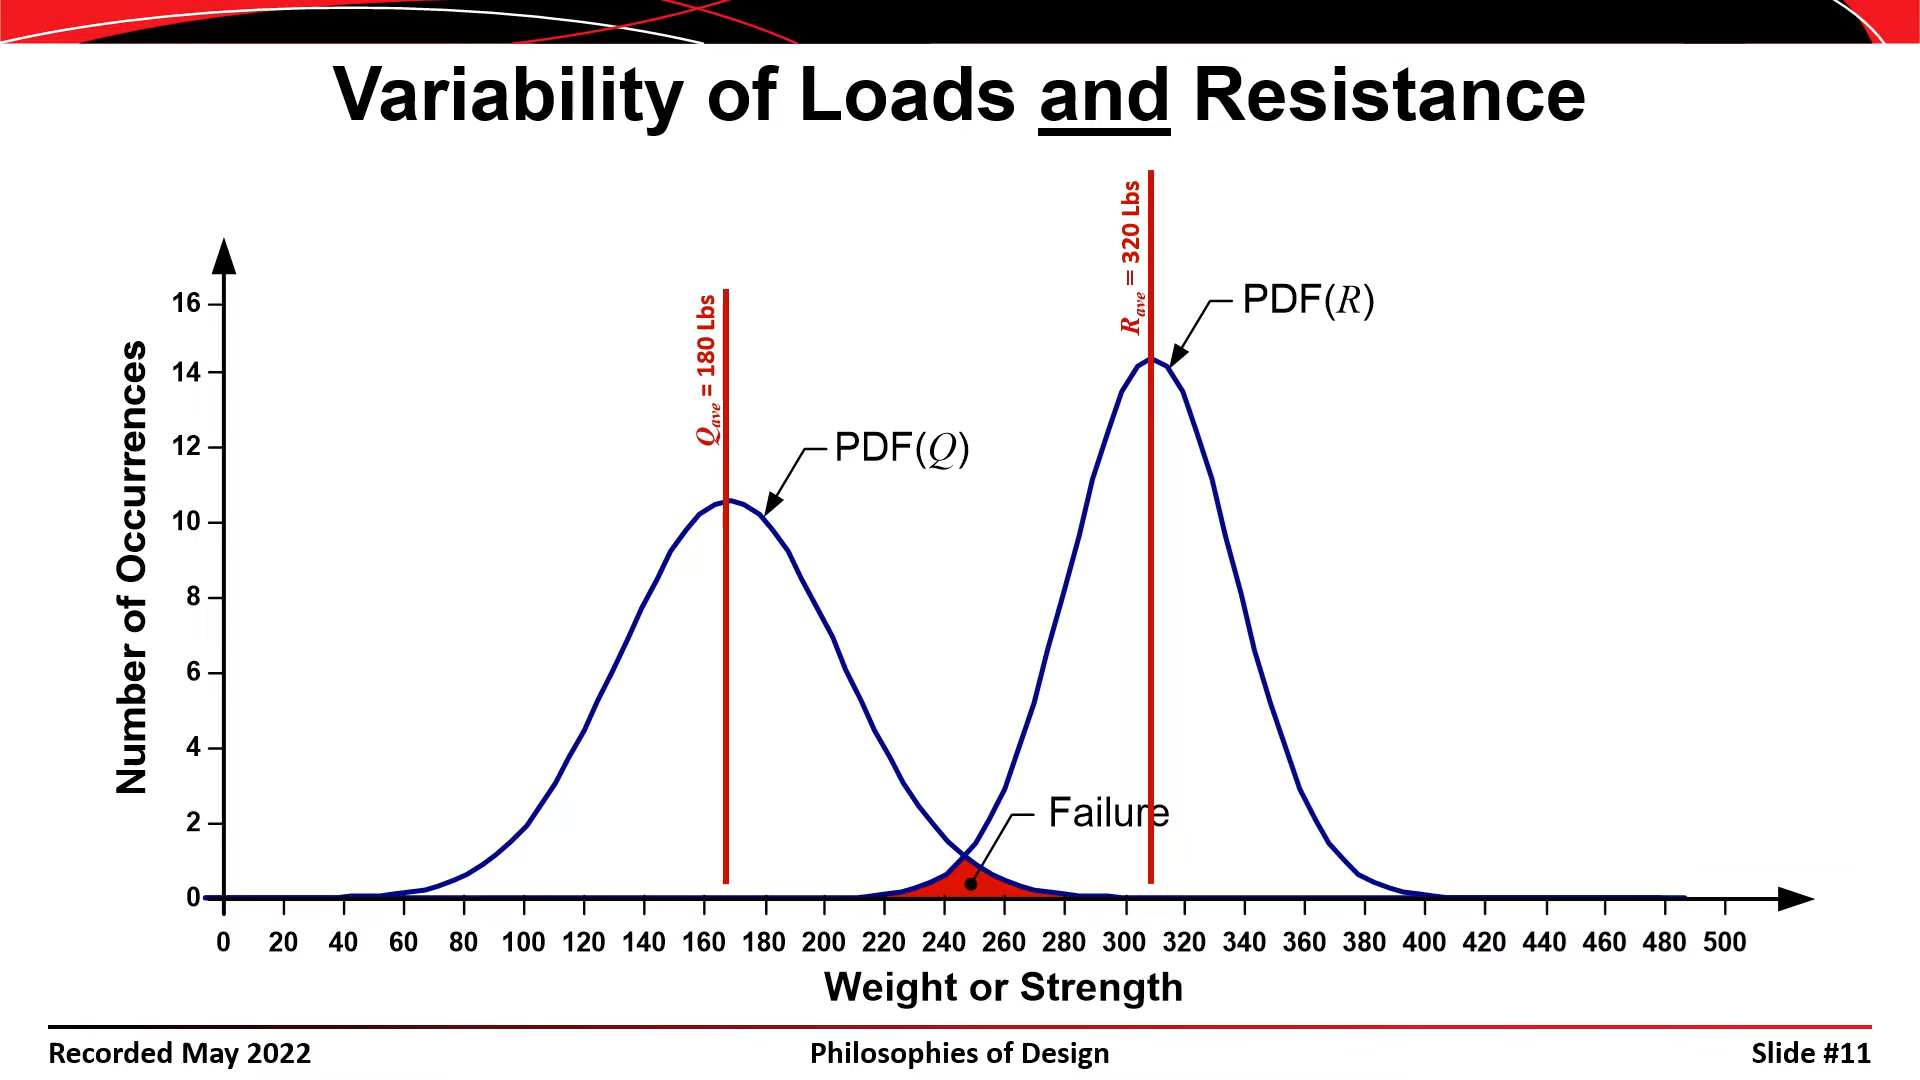 Variability of Loads and Resistance
Q_ave = 180 Lbs
R_ave = 320 Lbs
PDF(R)
PDF(Q)
Failure
Number of Occurrences
16
14
12
10
8
6
4
2
0
0 20 40 60 80 100 120 140 160 180 200 220 240 260 280 300 320 340 360 380 400 420 440 460 480 500
Weight or Strength
Recorded May 2022 Philosophies of Design Slide #11